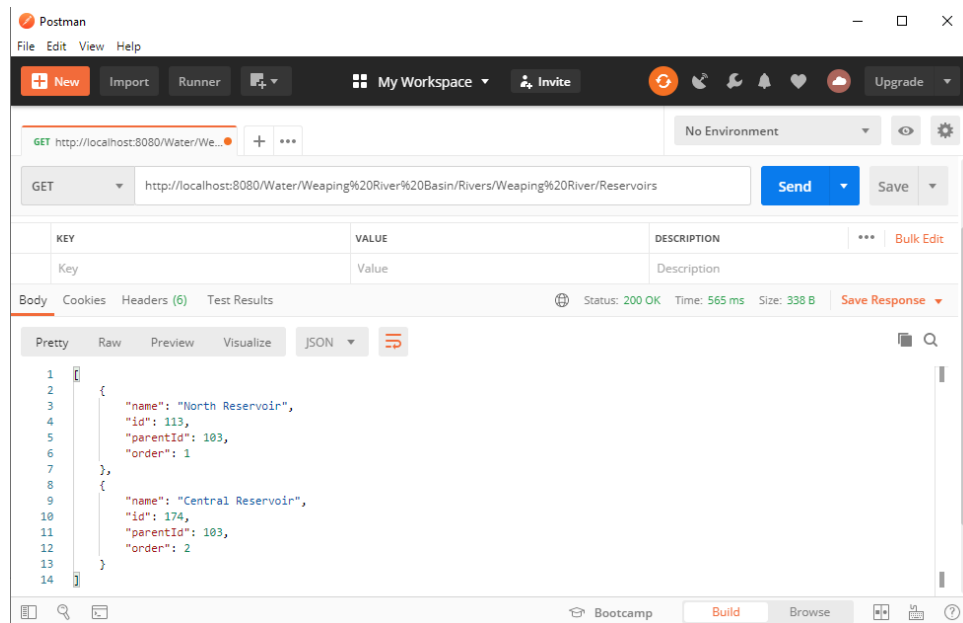 Postman
File Edit View Help
New Import Runner My Workspace Invite Upgrade
GET http://localhost:8080/Water/We... No Environment
GET http://localhost:8080/Water/Weaping%20River%20Basin/Rivers/Weaping%20River/Reservoirs Send Save
KEY VALUE DESCRIPTION Bulk Edit
Key Value Description
Body Cookies Headers (6) Test Results Status: 200 OK Time: 565 ms Size: 338 B Save Response
Pretty Raw Preview Visualize JSON
1 [
2 {
3 "name": "North Reservoir",
4 "id": 113,
5 "parentId": 103,
6 "order": 1
7 },
8 {
9 "name": "Central Reservoir",
10 "id": 174,
11 "parentId": 103,
12 "order": 2
13 }
14 ]
Bootcamp Build Browse